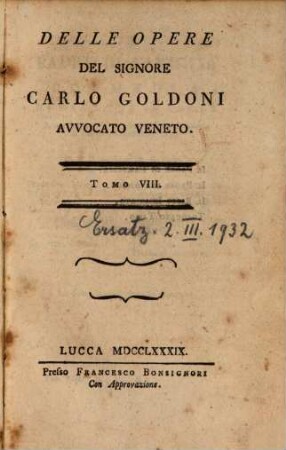 DELLE OPERE
DEL SIGNORE
CARLO GOLDONI
AVVOCATO VENETO.
TOMO VIII.
Ersatz. 2. III. 1932
LUCCA MDCCLXXXIX.
Presso FRANCESCO BONSIGNORI
Con Approvazione.